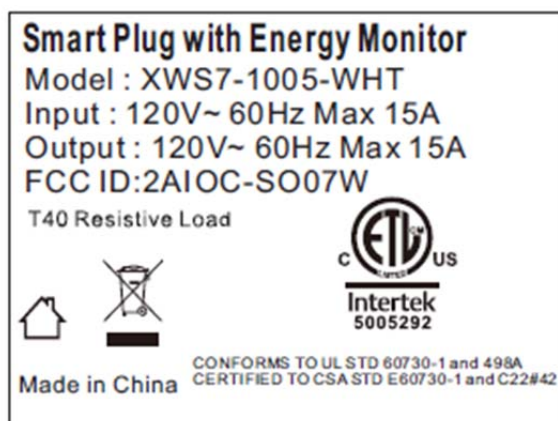 Smart Plug with Energy Monitor
Model : XWS7-1005-WHT
Input : 120V~ 60Hz Max 15A
Output : 120V~ 60Hz Max 15A
FCC ID:2AIOC-SO07W
T40 Resistive Load
C ETL CM US
LISTED
Intertek
5005292
CONFORMS TO UL STD 60730-1 and 498A
Made in China CERTIFIED TO CSA STD E60730-1 and C22#42